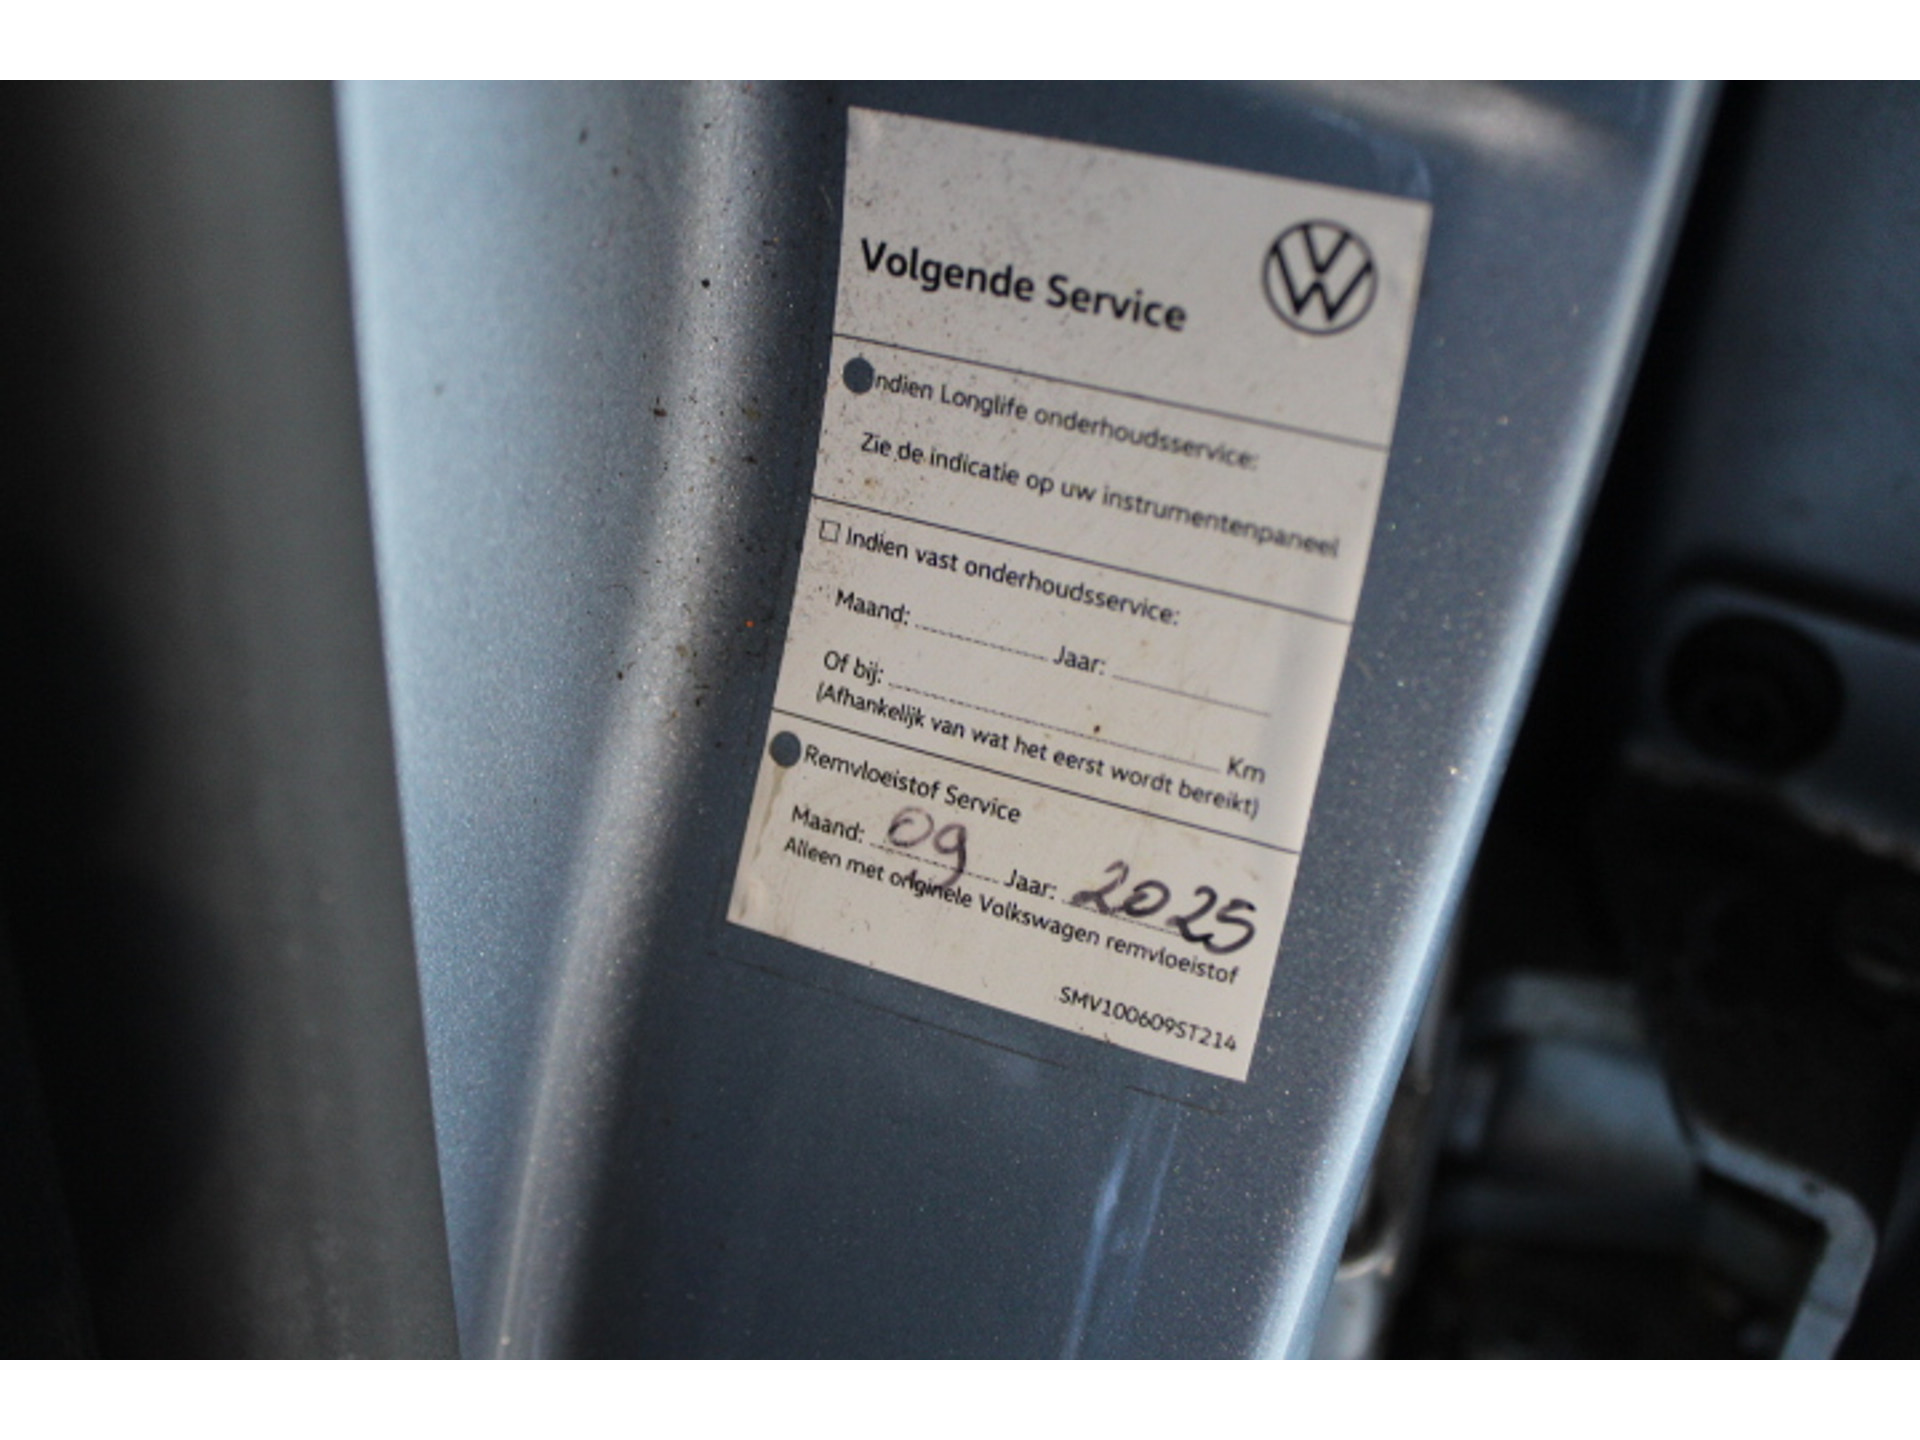 Volgende Service
ndien Longlife onderhoudsservice:
Zie de indicatie op uw instrumentenpaneel
Indien vast onderhoudsservice:
Maand: Jaar:
Of bij: Km
(Afhankelijk van wat het eerst wordt bereikt)
Remvloeistof Service
Maand: 09 Jaar: 2025
Alleen met originele Volkswagen remvloeistof
SMV100609ST214